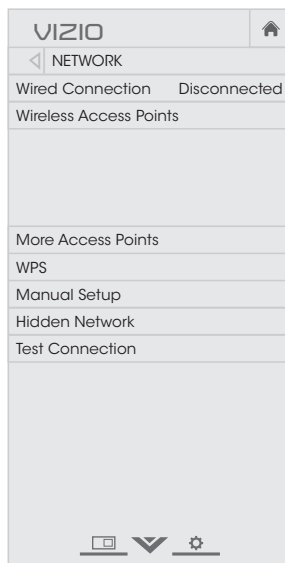 VIZIO
NETWORK
Wired Connection Disconnected
Wireless Access Points
More Access Points
WPS
Manual Setup
Hidden Network
Test Connection